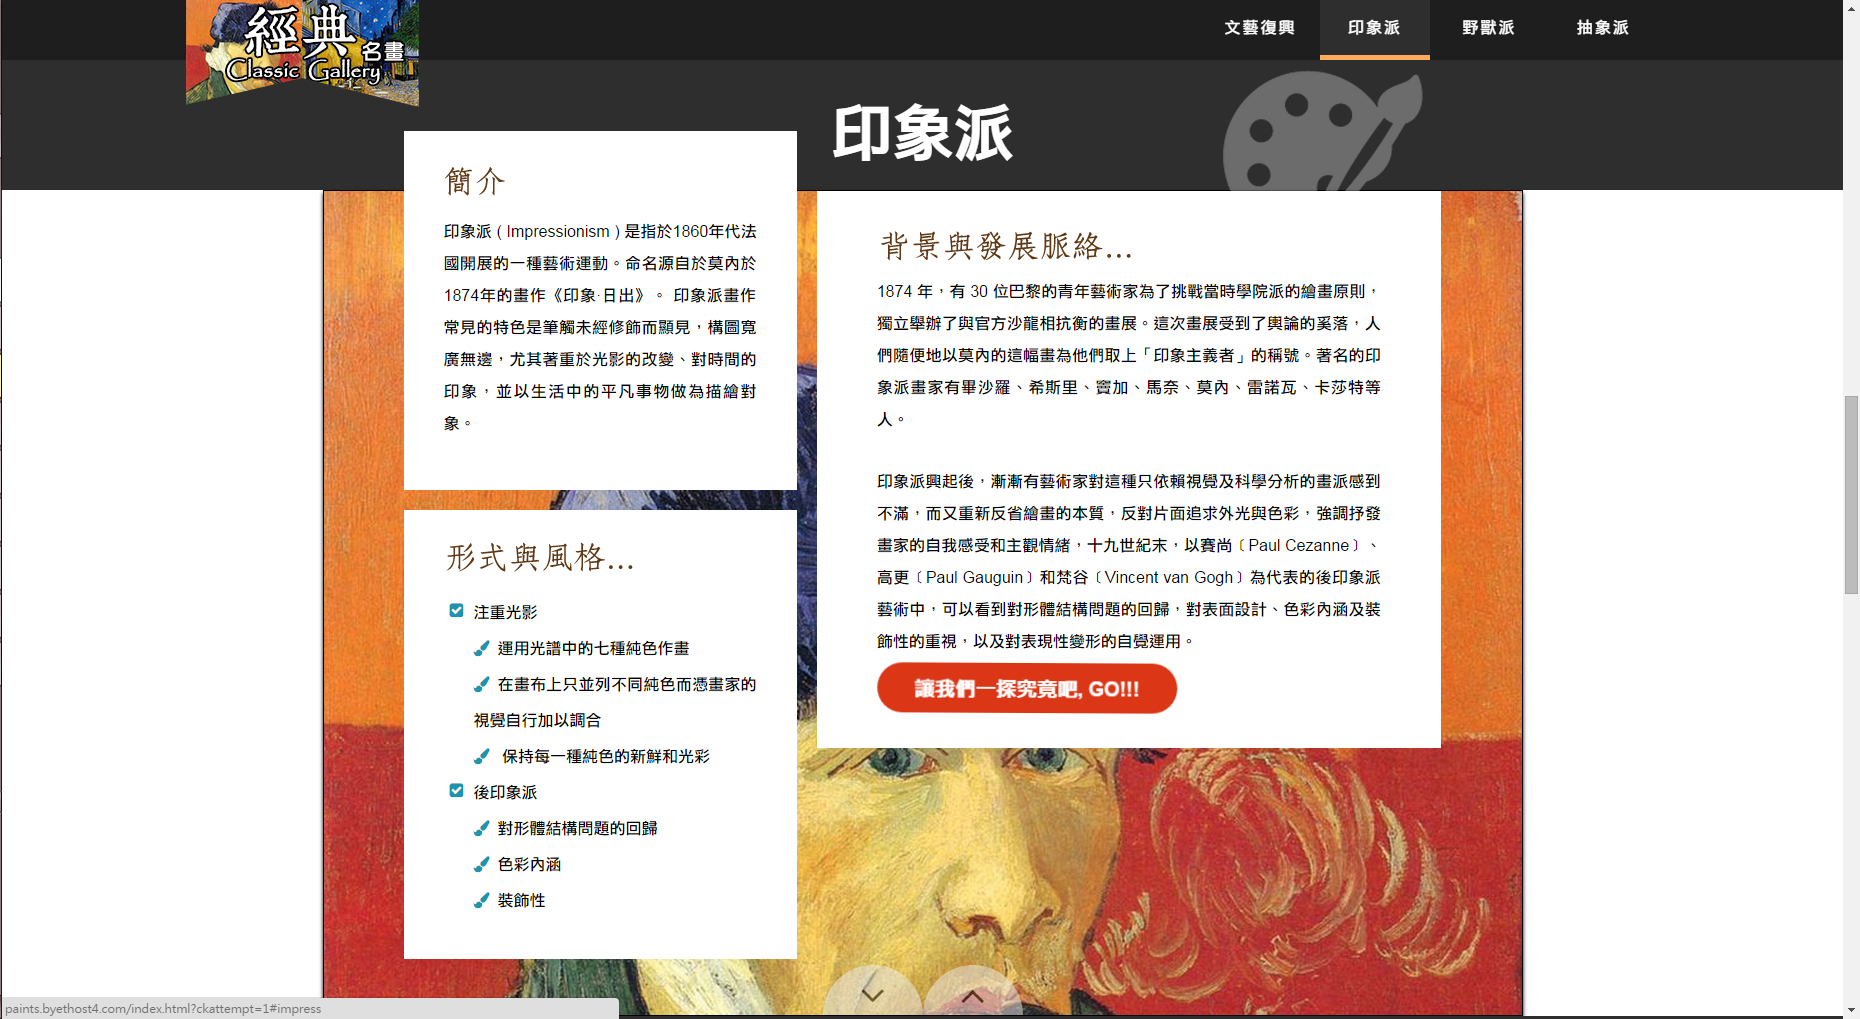 經典
名畫
Classic Gallery
文藝復興
印象派
野獸派
抽象派
印象派
簡介
印象派 ( Impressionism ) 是指於1860年代法
國開展的一種藝術運動。命名源自於莫內於
1874年的畫作《印象·日出》。 印象派畫作
常見的特色是筆觸未經修飾而顯見，構圖寬
廣無邊，尤其著重於光影的改變、對時間的
印象，並以生活中的平凡事物做為描繪對
象。
形式與風格...
注重光影
運用光譜中的七種純色作畫
在畫布上只並列不同純色而憑畫家的
視覺自行加以調合
保持每一種純色的新鮮和光彩
後印象派
對形體結構問題的回歸
色彩內涵
裝飾性
背景與發展脈絡...
1874 年，有 30 位巴黎的青年藝術家為了挑戰當時學院派的繪畫原則，
獨立舉辦了與官方沙龍相抗衡的畫展。這次畫展受到了輿論的奚落，人
們隨便地以莫內的這幅畫為他們取上「印象主義者」的稱號。著名的印
象派畫家有畢沙羅、希斯里、竇加、馬奈、莫內、雷諾瓦、卡莎特等
人。
印象派興起後，漸漸有藝術家對這種只依賴視覺及科學分析的畫派感到
不滿，而又重新反省繪畫的本質，反對片面追求外光與色彩，強調抒發
畫家的自我感受和主觀情緒，十九世紀末，以賽尚﹝Paul Cezanne﹞、
高更﹝Paul Gauguin﹞和梵谷﹝Vincent van Gogh﹞為代表的後印象派
藝術中，可以看到對形體結構問題的回歸，對表面設計、色彩內涵及裝
飾性的重視，以及對表現性變形的自覺運用。
讓我們一探究竟吧, GO!!!
paints.byethost4.com/index.html?ckattempt=1#impress